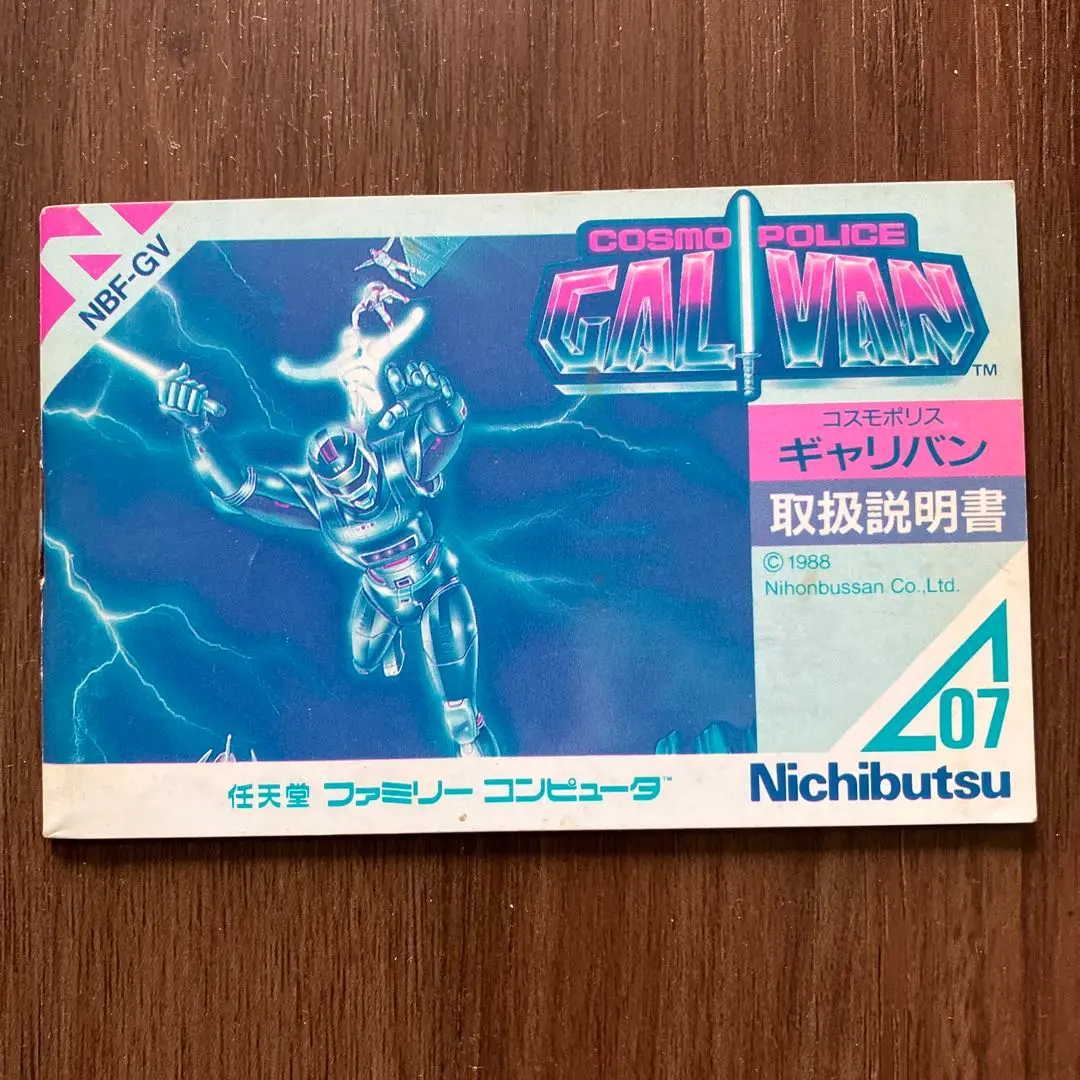 NBF-GV
COSMO POLICE
GALIVAN
TM
コスモポリス
ギャリバン
取扱説明書
© 1988
Nihonbussan Co.,Ltd.
07
任天堂 ファミリー コンピュータ™
Nichibutsu